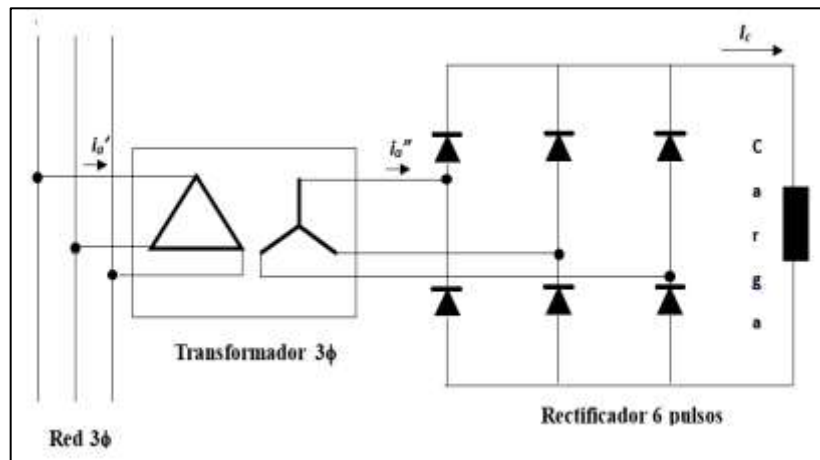 I_c
i_a'
i_a''
C
a
r
g
a
Transformador 3ϕ
Rectificador 6 pulsos
Red 3ϕ